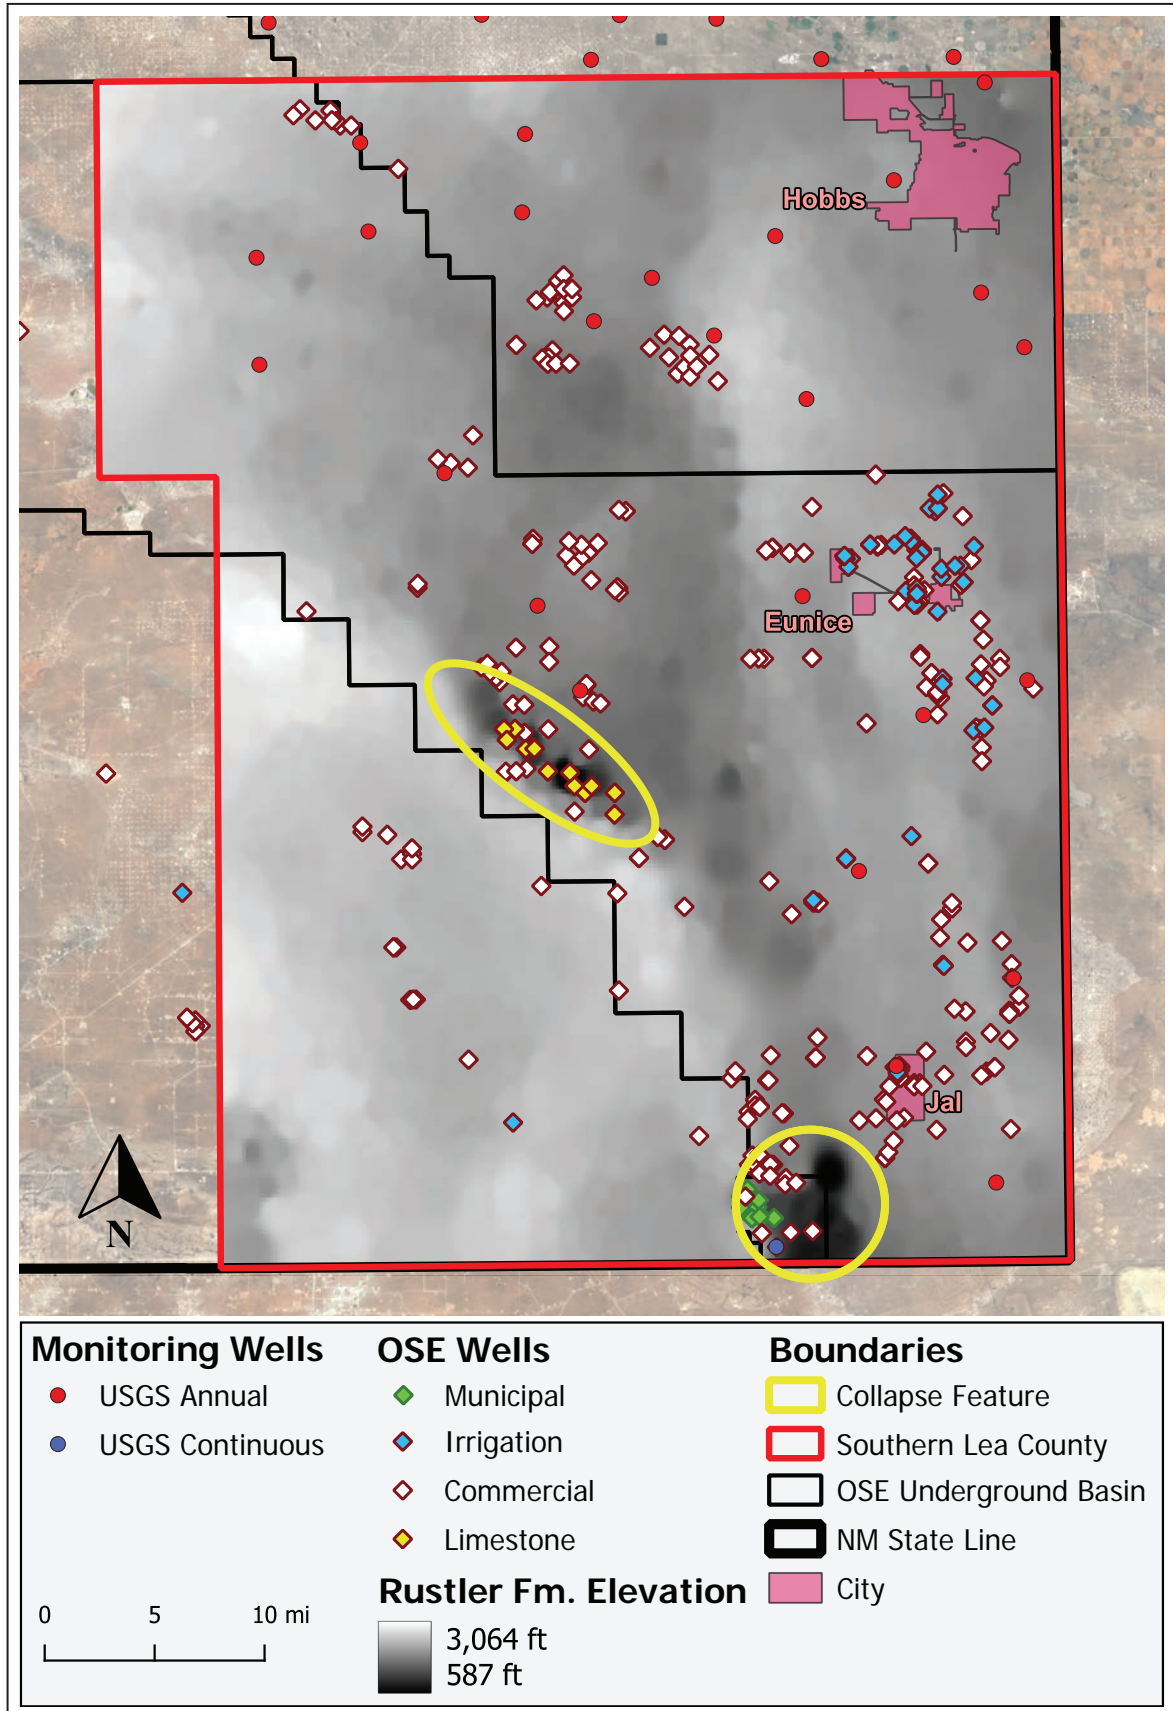 Hobbs
Eunice
Jal
N
Monitoring Wells
USGS Annual
USGS Continuous
0 5 10 mi
OSE Wells
Municipal
Irrigation
Commercial
Limestone
Rustler Fm. Elevation
3,064 ft
587 ft
Boundaries
Collapse Feature
Southern Lea County
OSE Underground Basin
NM State Line
City